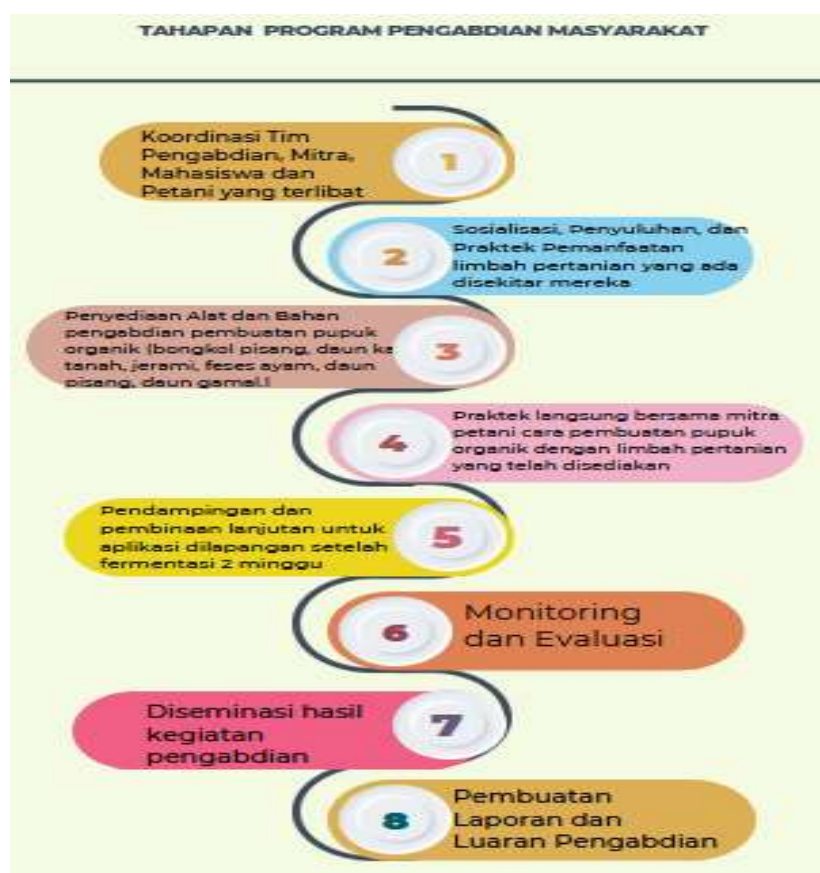 TAHAPAN PROGRAM PENGABDIAN MASYARAKAT
Koordinasi Tim
Pengabdian, Mitra,
Mahasiswa dan
Petani yang terlibat
1
Sosialisasi, Penyuluhan, dan
Praktek Pemanfaatan
limbah pertanian yang ada
disekitar mereka
2
Penyediaan Alat dan Bahan
pengabdian pembuatan pupuk
organik (bongkol pisang, daun
tanah, jerami, feses ayam, daun
pisang, daun gamal.)
3
Praktek langsung bersama mitra
petani cara pembuatan pupuk
organik dengan limbah pertanian
yang telah disediakan
4
Pendampingan dan
pembinaan lanjutan untuk
aplikasi dilapangan setelah
fermentasi 2 minggu
5
Monitoring
dan Evaluasi
6
Diseminasi hasil
kegiatan
pengabdian
7
Pembuatan
Laporan dan
Luaran Pengabdian
8